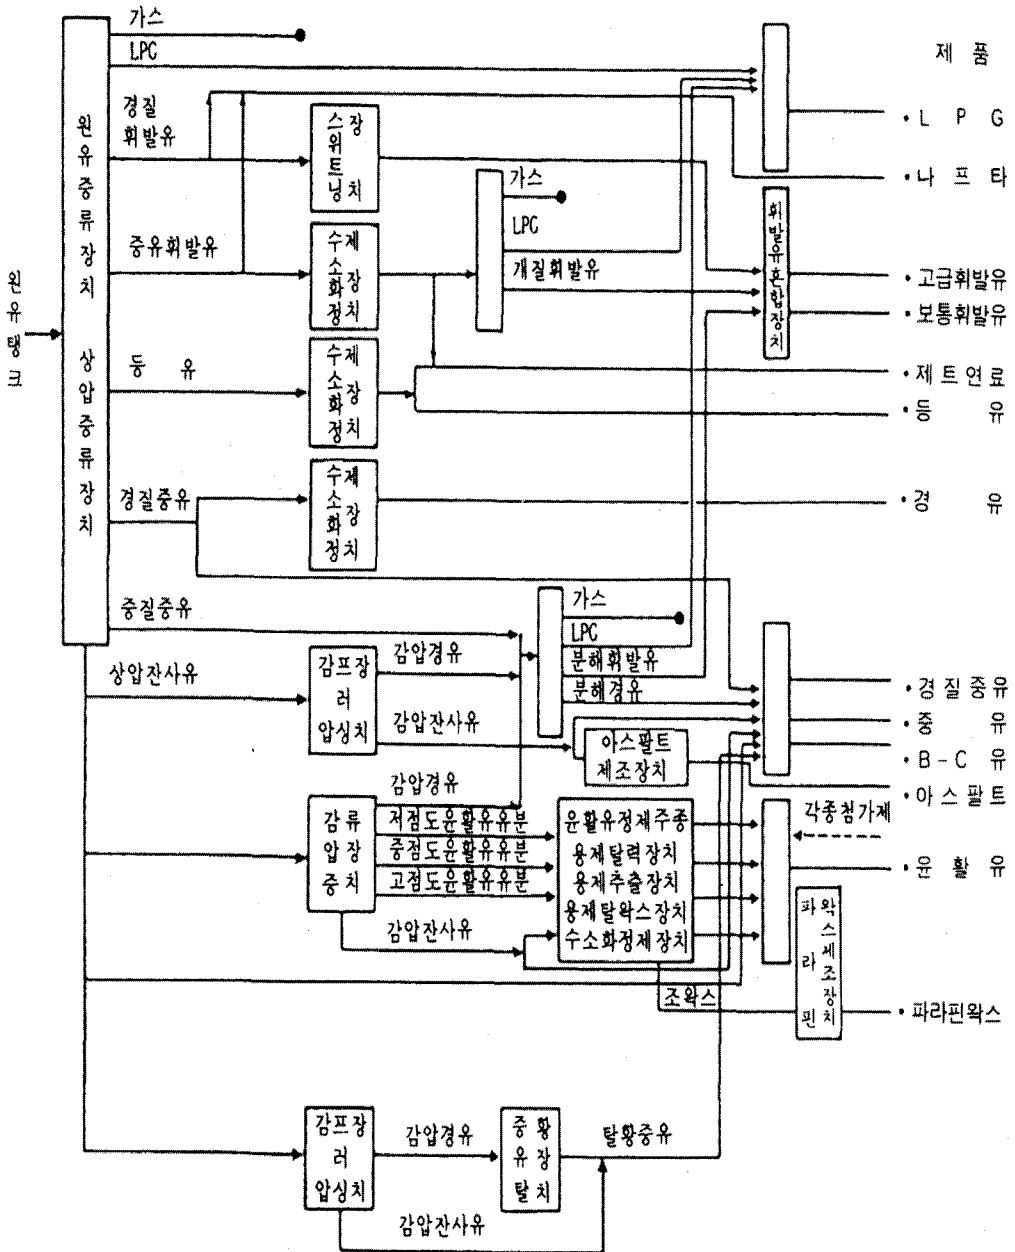 가스
LPC
제 품
경질
휘발유
원유중류장치
상압중류장치
스위트닝
장치
L P G
나 프 타
가스
LPC
개질휘발유
휘발유혼합장치
중유휘발유
수소화정제장치
원유탱크
고급휘발유
보통휘발유
등 유
수소화정제장치
제트연료
등 유
경질중유
수소화정제장치
경 유
중질중유
가스
LPC
분해휘발유
분해경유
상압잔사유
감압프러싱장치
감압경유
감압잔사유
아스팔트
제조장치
경질중유
중 유
B-C 유
아스팔트
감압경유
감압중류장치
저점도윤활유유분
중점도윤활유유분
고점도윤활유유분
감압잔사유
윤활유정제주종
용제탈력장치
용제추출장치
용제탈왁스장치
수소화정제장치
각종첨가제
윤 활 유
파라핀
왁스제조장치
조왁스
파라핀왁스
감압프러싱장치
감압경유
중유탈황장치
탈황중유
감압잔사유